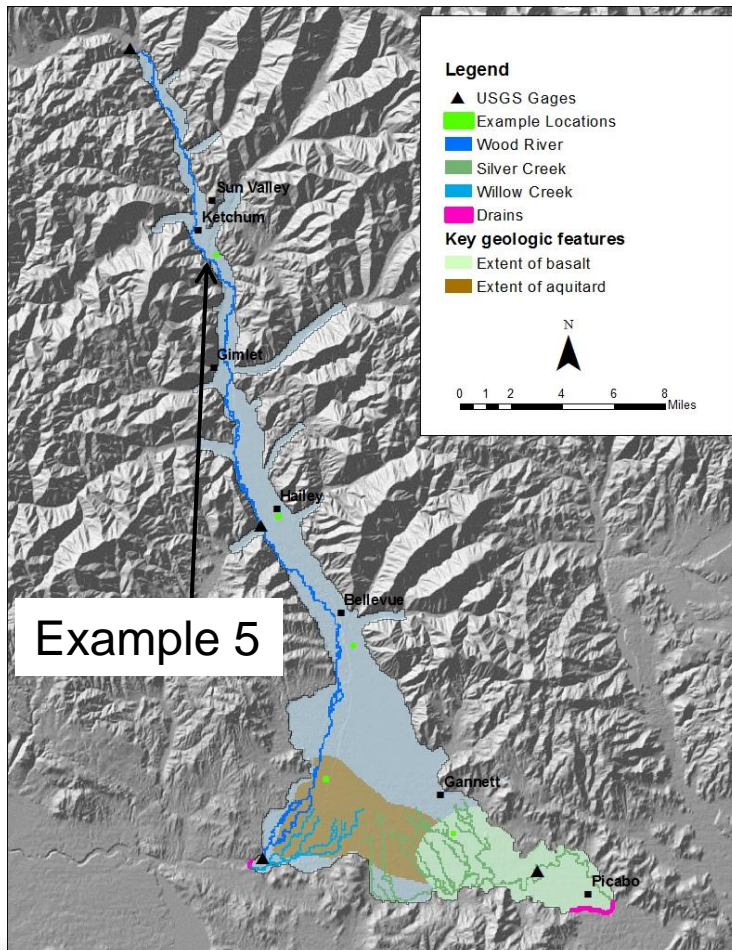 Legend
USGS Gages
Example Locations
Wood River
Silver Creek
Willow Creek
Drains
Key geologic features
Extent of basalt
Extent of aquitard
N
0 1 2 4 6 8
Miles
Sun Valley
Ketchum
Gimlet
Hailey
Bellevue
Example 5
Gannett
Picabo